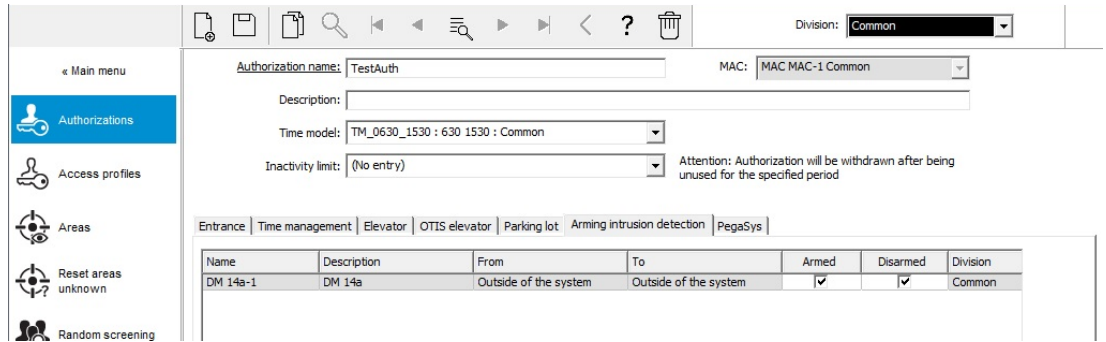 Division: Common
« Main menu
Authorizations
Access profiles
Areas
Reset areas
unknown
Random screening
Authorization name: TestAuth
MAC: MAC MAC-1 Common
Description:
Time model: TM_0630_1530 : 630 1530 : Common
Inactivity limit: (No entry)
Attention: Authorization will be withdrawn after being
unused for the specified period
Entrance Time management Elevator OTIS elevator Parking lot Arming intrusion detection PegaSys
Name Description From To Armed Disarmed Division
DM 14a-1 DM 14a Outside of the system Outside of the system Common